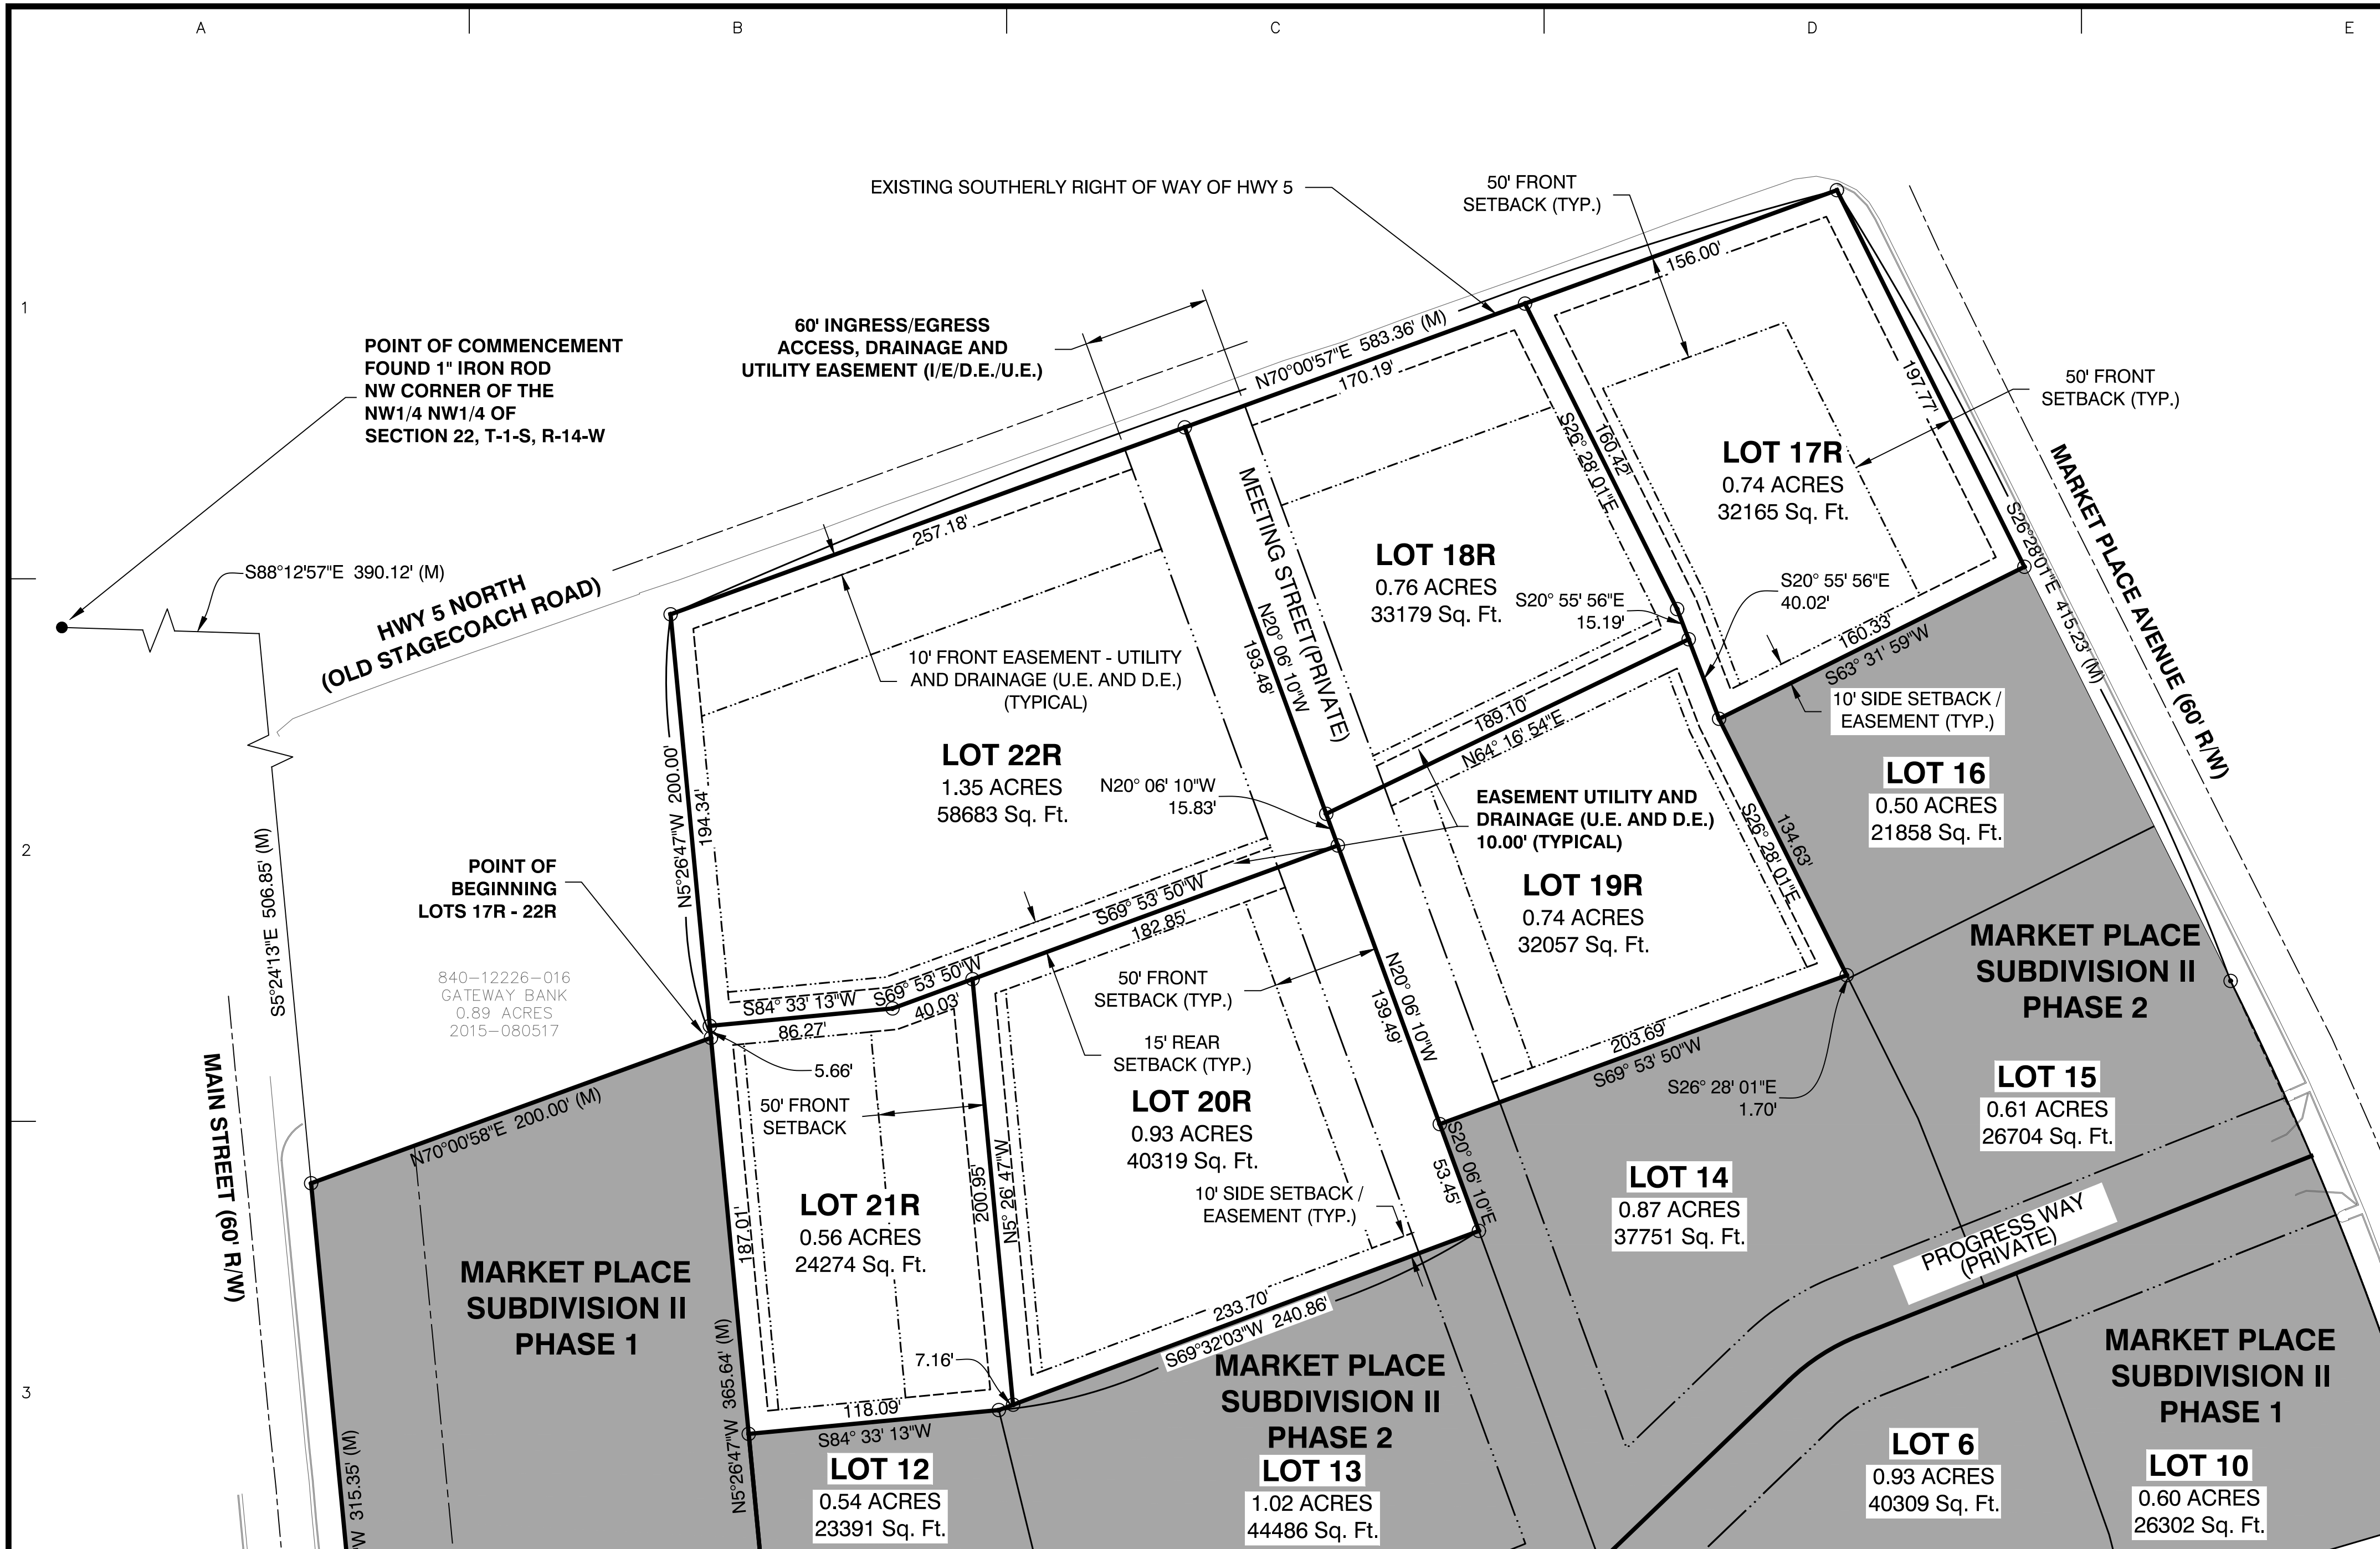 A
B
C
D
E
1
2
3
EXISTING SOUTHERLY RIGHT OF WAY OF HWY 5
50' FRONT
SETBACK (TYP.)
156.00'
60' INGRESS/EGRESS
ACCESS, DRAINAGE AND
UTILITY EASEMENT (I/E/D.E./U.E.)
N70°00'57"E 583.36' (M)
170.19'
POINT OF COMMENCEMENT
FOUND 1" IRON ROD
NW CORNER OF THE
NW1/4 NW1/4 OF
SECTION 22, T-1-S, R-14-W
50' FRONT
SETBACK (TYP.)
197.77'
160.42'
S26° 28' 01"E
LOT 17R
0.74 ACRES
32165 Sq. Ft.
MARKET PLACE AVENUE (60' R/W)
S26°28'01"E 415.23' (M)
257.18'
MEETING STREET(PRIVATE)
LOT 18R
0.76 ACRES
33179 Sq. Ft.
S20° 55' 56"E
15.19'
S20° 55' 56"E
40.02'
S88°12'57"E 390.12' (M)
HWY 5 NORTH
(OLD STAGECOACH ROAD)
N20° 06' 10"W
193.48'
160.33'
S63° 31' 59"W
10' FRONT EASEMENT - UTILITY
AND DRAINAGE (U.E. AND D.E.)
(TYPICAL)
10' SIDE SETBACK /
EASEMENT (TYP.)
189.10'
N64° 16' 54"E
LOT 22R
1.35 ACRES
58683 Sq. Ft.
N5°26'47"W 200.00'
194.34'
N20° 06' 10"W
15.83'
EASEMENT UTILITY AND
DRAINAGE (U.E. AND D.E.)
10.00' (TYPICAL)
LOT 16
0.50 ACRES
21858 Sq. Ft.
134.63'
S26° 28' 01"E
S5°24'13"E 506.85' (M)
POINT OF
BEGINNING
LOTS 17R - 22R
LOT 19R
0.74 ACRES
32057 Sq. Ft.
S69° 53' 50"W
182.85'
MARKET PLACE
SUBDIVISION II
PHASE 2
840-12226-016
GATEWAY BANK
0.89 ACRES
2015-080517
S84° 33' 13"W
86.27'
S69° 53' 50"W
40.03'
50' FRONT
SETBACK (TYP.)
N20° 06' 10"W
139.49'
15' REAR
SETBACK (TYP.)
203.69'
S69° 53' 50"W
S26° 28' 01"E
1.70'
5.66'
50' FRONT
SETBACK
LOT 15
0.61 ACRES
26704 Sq. Ft.
LOT 20R
0.93 ACRES
40319 Sq. Ft.
N70°00'58"E 200.00' (M)
MAIN STREET (60' R/W)
S20° 06' 10"E
53.45'
LOT 14
0.87 ACRES
37751 Sq. Ft.
10' SIDE SETBACK /
EASEMENT (TYP.)
LOT 21R
0.56 ACRES
24274 Sq. Ft.
187.01'
200.95'
N5° 26' 47"W
PROGRESS WAY
(PRIVATE)
MARKET PLACE
SUBDIVISION II
PHASE 1
233.70'
S69°32'03"W 240.86'
7.16'
118.09'
S84° 33' 13"W
N5°26'47"W 365.64' (M)
MARKET PLACE
SUBDIVISION II
PHASE 2
MARKET PLACE
SUBDIVISION II
PHASE 1
LOT 12
0.54 ACRES
23391 Sq. Ft.
LOT 13
1.02 ACRES
44486 Sq. Ft.
LOT 6
0.93 ACRES
40309 Sq. Ft.
LOT 10
0.60 ACRES
26302 Sq. Ft.
W 315.35' (M)